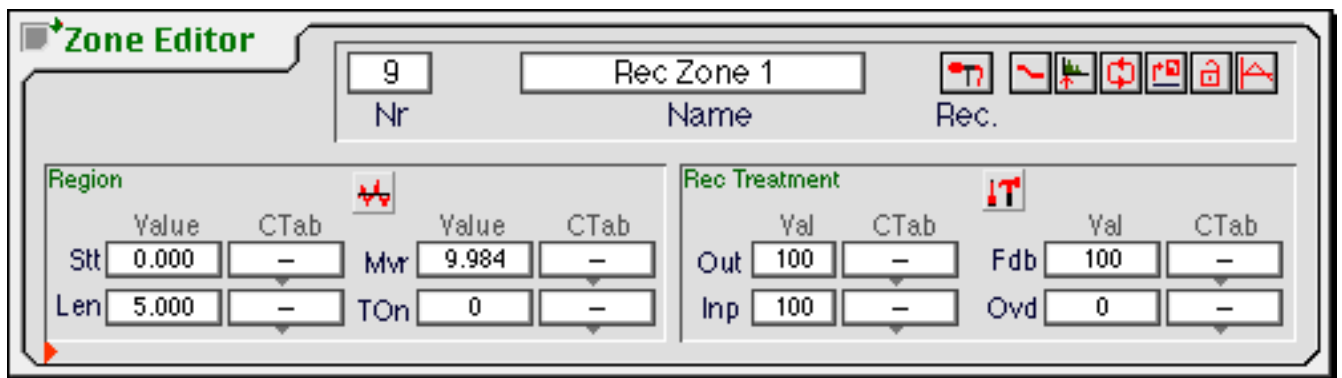 Zone Editor
9 Rec Zone 1
Nr Name Rec.
Region
Value CTab Value CTab
Stt 0.000 – Mvr 9.984 –
Len 5.000 – TOn 0 –
Rec Treatment
Val CTab Val CTab
Out 100 – Fdb 100 –
Inp 100 – Ovd 0 –